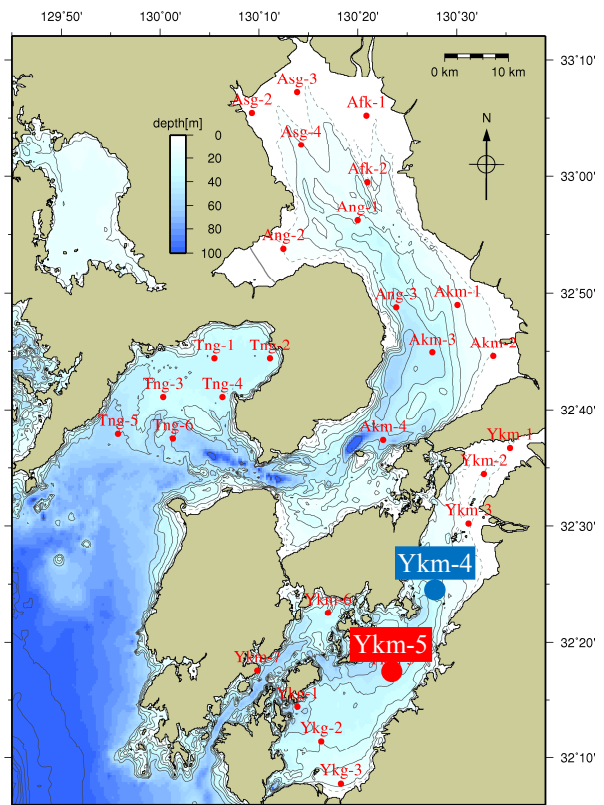 129°50' 130°00' 130°10' 130°20' 130°30'
33°10'
0 km 10 km
Asg-3
Asg-2
Afk-1
depth[m]
0
20
40
60
80
100
N
Asg-4
Afk-2
33°00'
Ang-1
Ang-2
Ang-3
Akm-1
32°50'
Tng-1
Tng-2
Akm-3
Akm-2
Tng-3
Tng-4
32°40'
Tng-5
Tng-6
Akm-4
Ykm-1
Ykm-2
Ykm-3
32°30'
Ykm-4
Ykm-6
Ykm-5
32°20'
Ykm-7
Ykg-1
Ykg-2
32°10'
Ykg-3